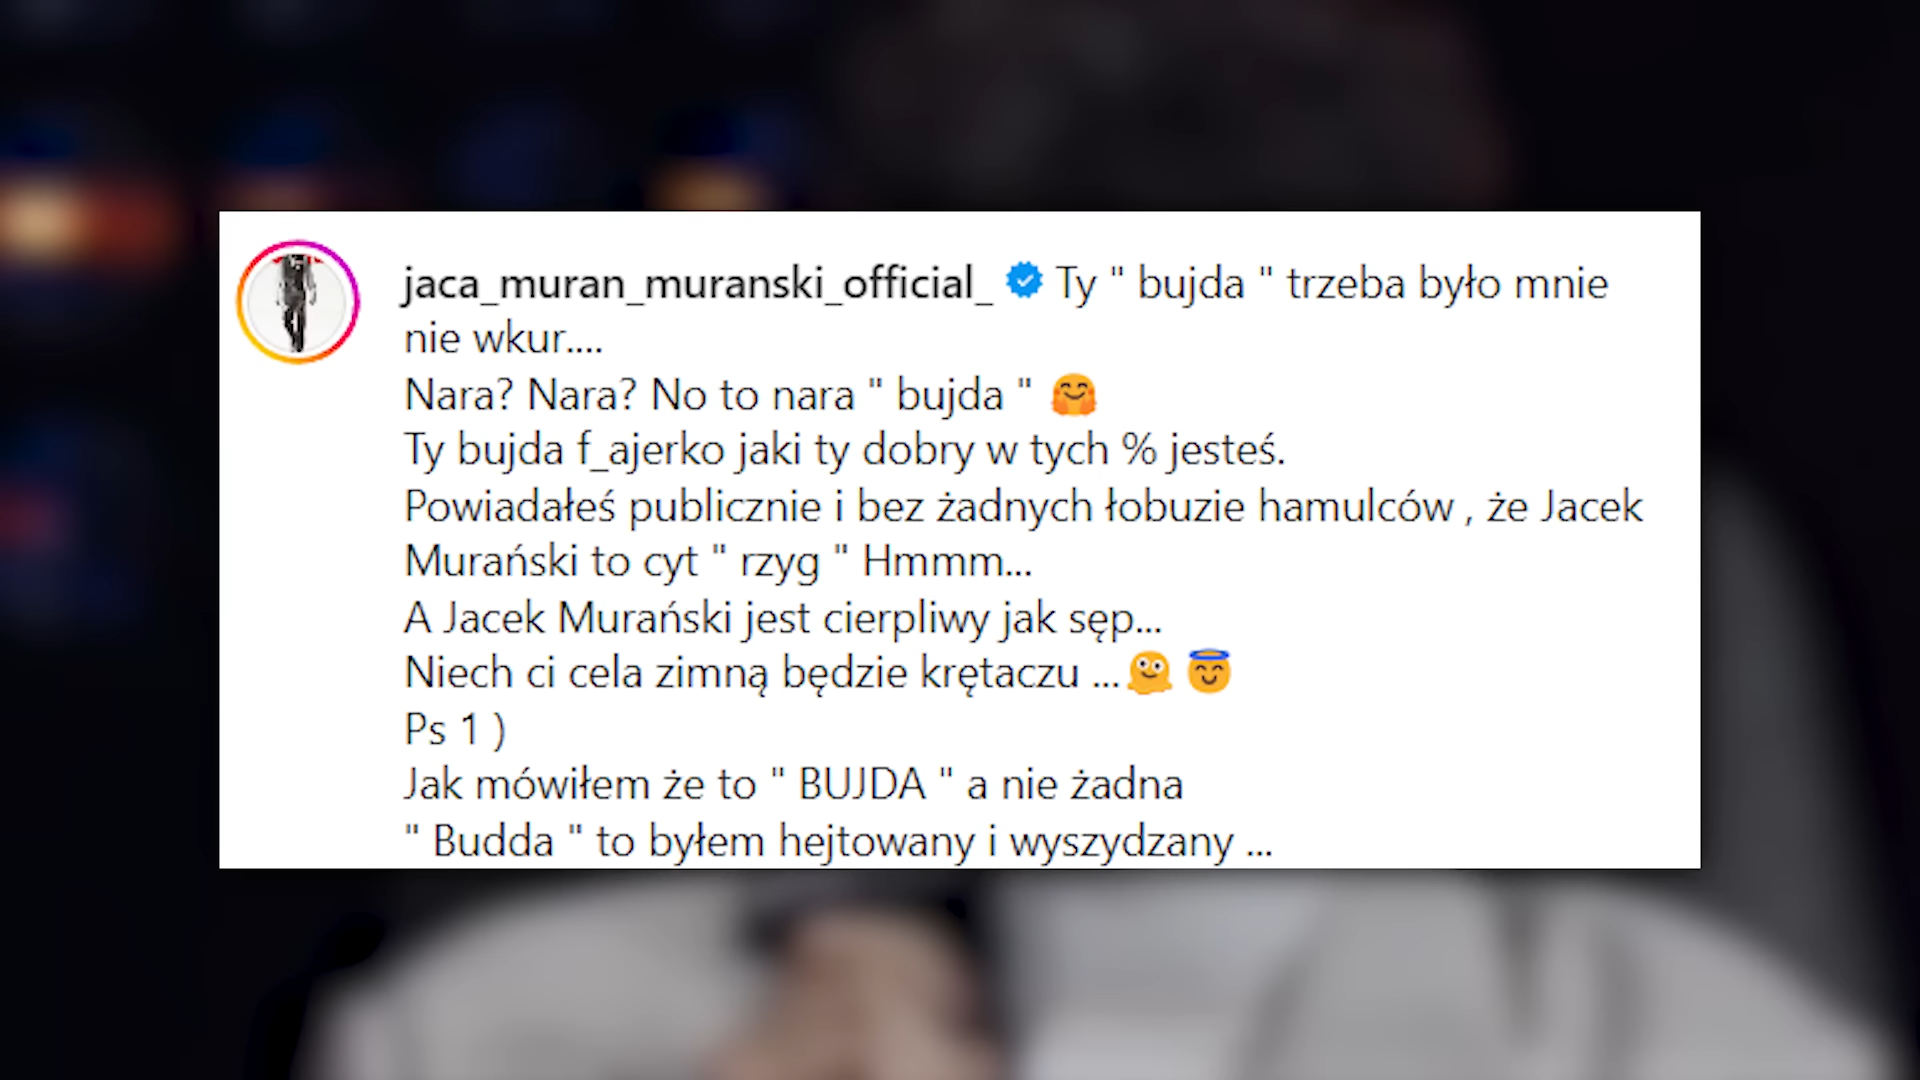 jaca_muran_muranski_official_ Ty " bujda " trzeba było mnie
nie wkur....
Nara? Nara? No to nara " bujda " 🤗
Ty bujda f_ajerko jaki ty dobry w tych % jesteś.
Powiadałeś publicznie i bez żadnych łobuzie hamulców , że Jacek
Murański to cyt " rzyg " Hmmm...
A Jacek Murański jest cierpliwy jak sęp...
Niech ci cela zimną będzie krętaczu ...🫠 😇
Ps 1 )
Jak mówiłem że to " BUJDA " a nie żadna
" Budda " to byłem hejtowany i wyszydzany ...